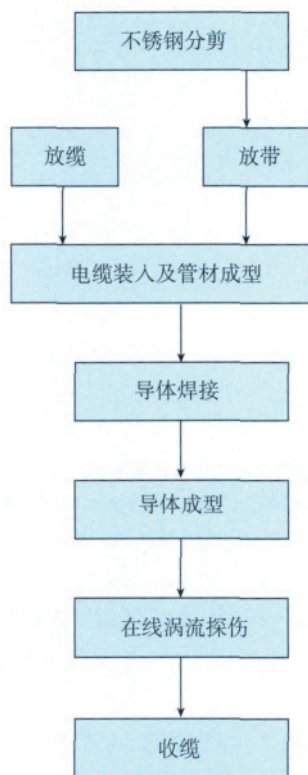 不锈钢分剪
放缆
放带
电缆装入及管材成型
导体焊接
导体成型
在线涡流探伤
收缆